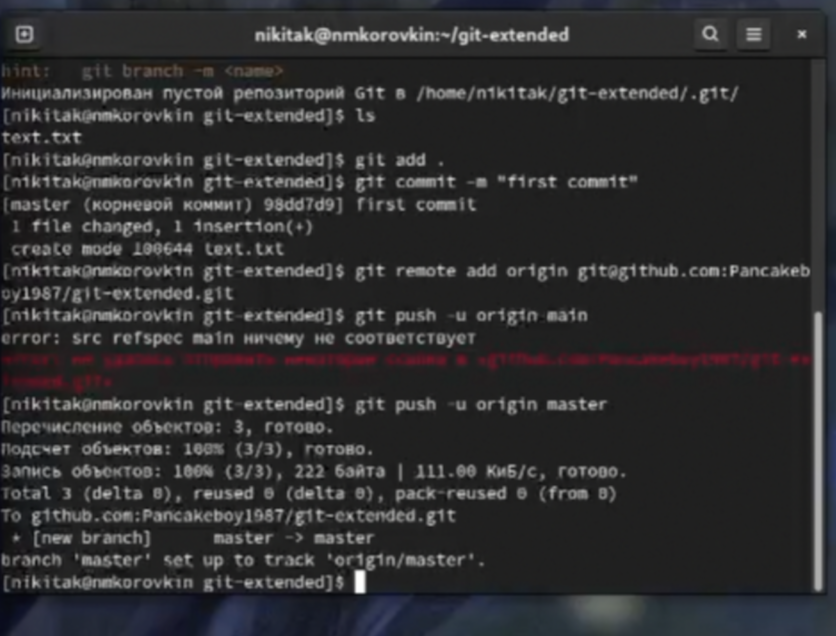 nikitak@nmkorovkin:~/git-extended
hint:   git branch -m <name>
Инициализирован пустой репозиторий Git в /home/nikitak/git-extended/.git/
[nikitak@nmkorovkin git-extended]$ ls
text.txt
[nikitak@nmkorovkin git-extended]$ git add .
[nikitak@nmkorovkin git-extended]$ git commit -m "first commit"
[master (корневой коммит) 98dd7d9] first commit
 1 file changed, 1 insertion(+)
 create mode 100644 text.txt
[nikitak@nmkorovkin git-extended]$ git remote add origin git@github.com:Pancakeb
oy1987/git-extended.git
[nikitak@nmkorovkin git-extended]$ git push -u origin main
error: src refspec main ничему не соответствует
error: не удалось отправить некоторые ссылки в «github.com:Pancakeboy1987/git-ex
tended.git»
[nikitak@nmkorovkin git-extended]$ git push -u origin master
Перечисление объектов: 3, готово.
Подсчет объектов: 100% (3/3), готово.
Запись объектов: 100% (3/3), 222 байта | 111.00 КиБ/с, готово.
Total 3 (delta 0), reused 0 (delta 0), pack-reused 0 (from 0)
To github.com:Pancakeboy1987/git-extended.git
 * [new branch]      master -> master
branch 'master' set up to track 'origin/master'.
[nikitak@nmkorovkin git-extended]$